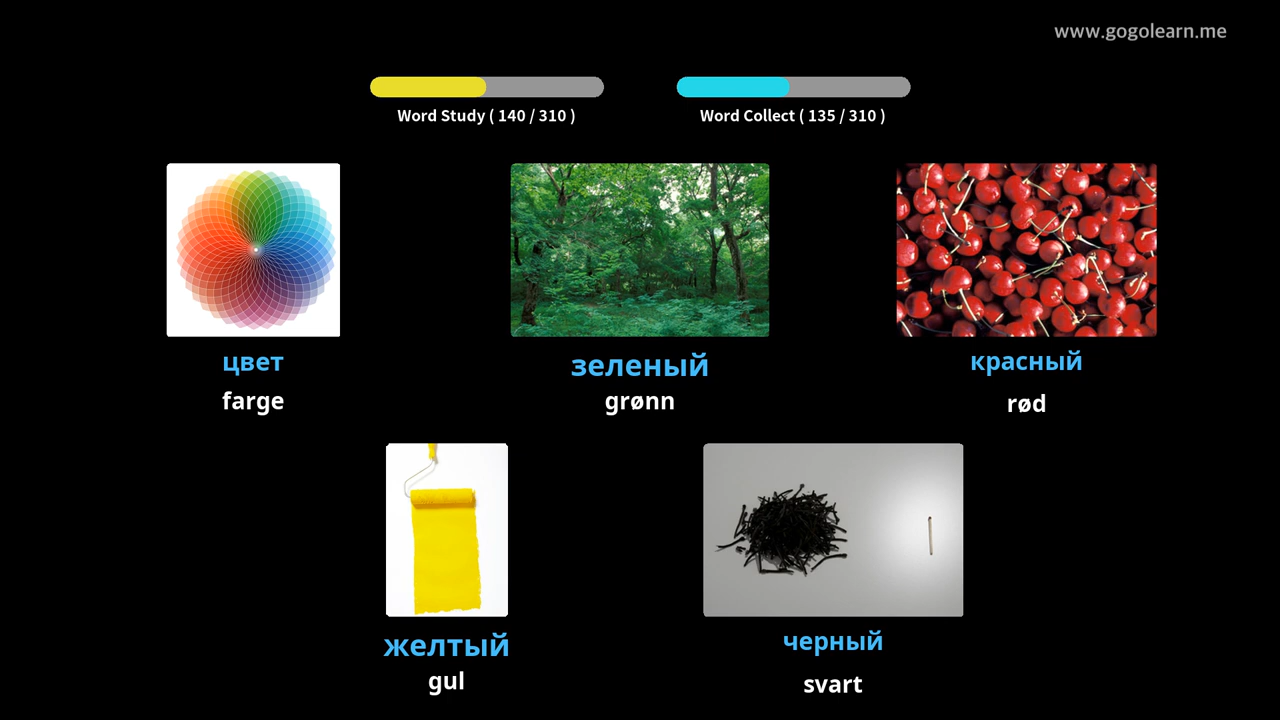 www.gogolearn.me
Word Study ( 140 / 310 )
Word Collect ( 135 / 310 )
цвет
farge
зеленый
grønn
красный
rød
желтый
gul
черный
svart